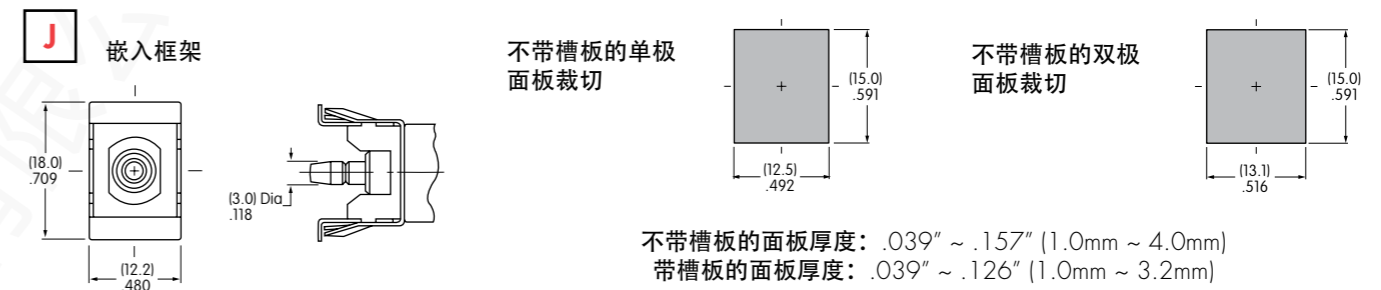 J
嵌入框架
(18.0)
.709
(12.2)
.480
(3.0) Dia
.118
不带槽板的单极
面板裁切
(15.0)
.591
(12.5)
.492
不带槽板的双极
面板裁切
(15.0)
.591
(13.1)
.516
不带槽板的面板厚度：.039" ~ .157" (1.0mm ~ 4.0mm)
带槽板的面板厚度：.039" ~ .126" (1.0mm ~ 3.2mm)